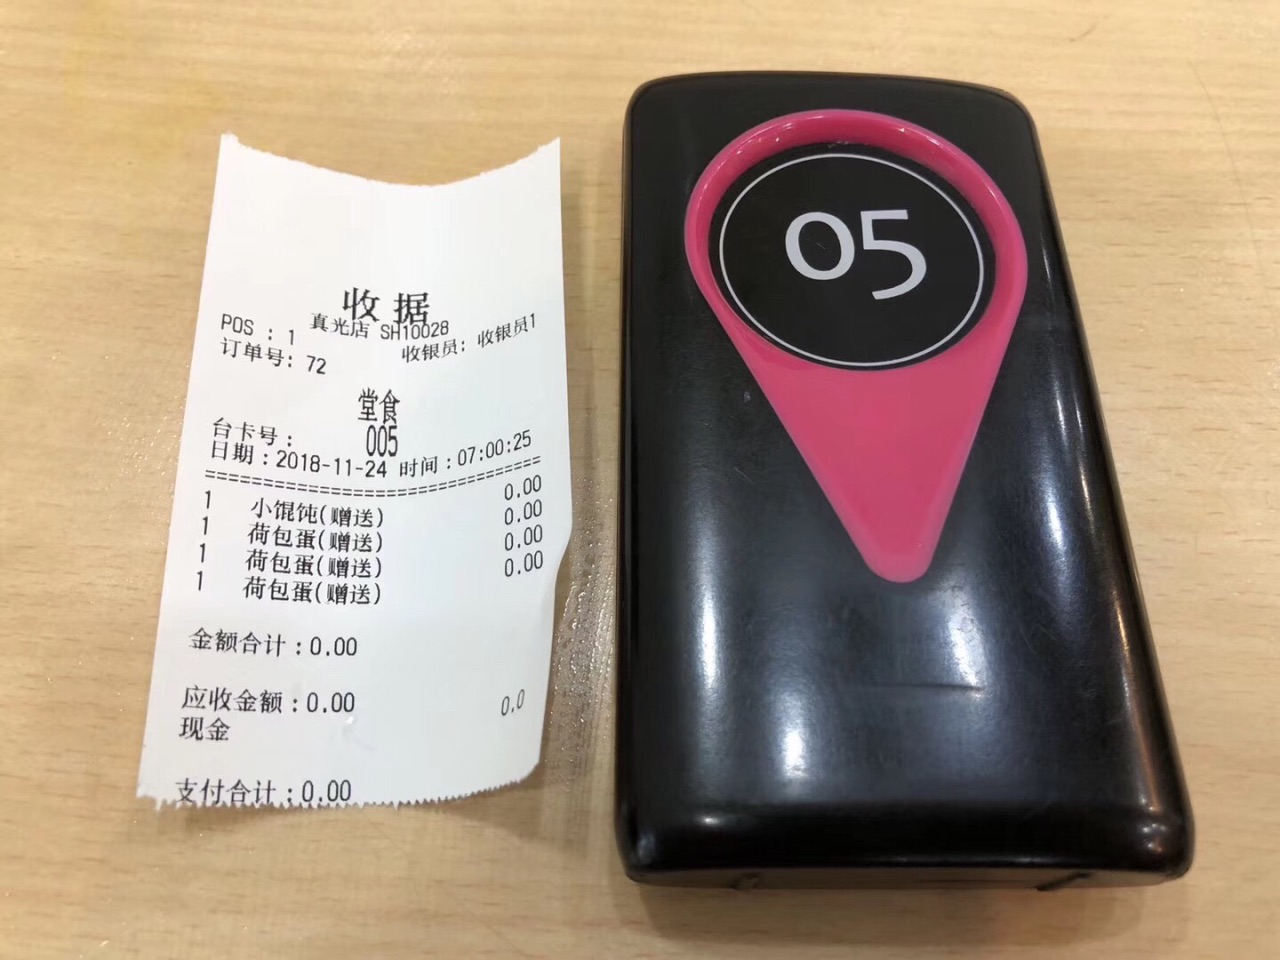 收据
真光店 SH10028
POS : 1
收银员: 收银员1
订单号: 72
堂食
台卡号: 005
日期:2018-11-24 时间:07:00:25
==============================
1 小馄饨(赠送) 0.00
1 荷包蛋(赠送) 0.00
1 荷包蛋(赠送) 0.00
1 荷包蛋(赠送) 0.00
金额合计:0.00
应收金额:0.00
现金 0.0
支付合计:0.00
05